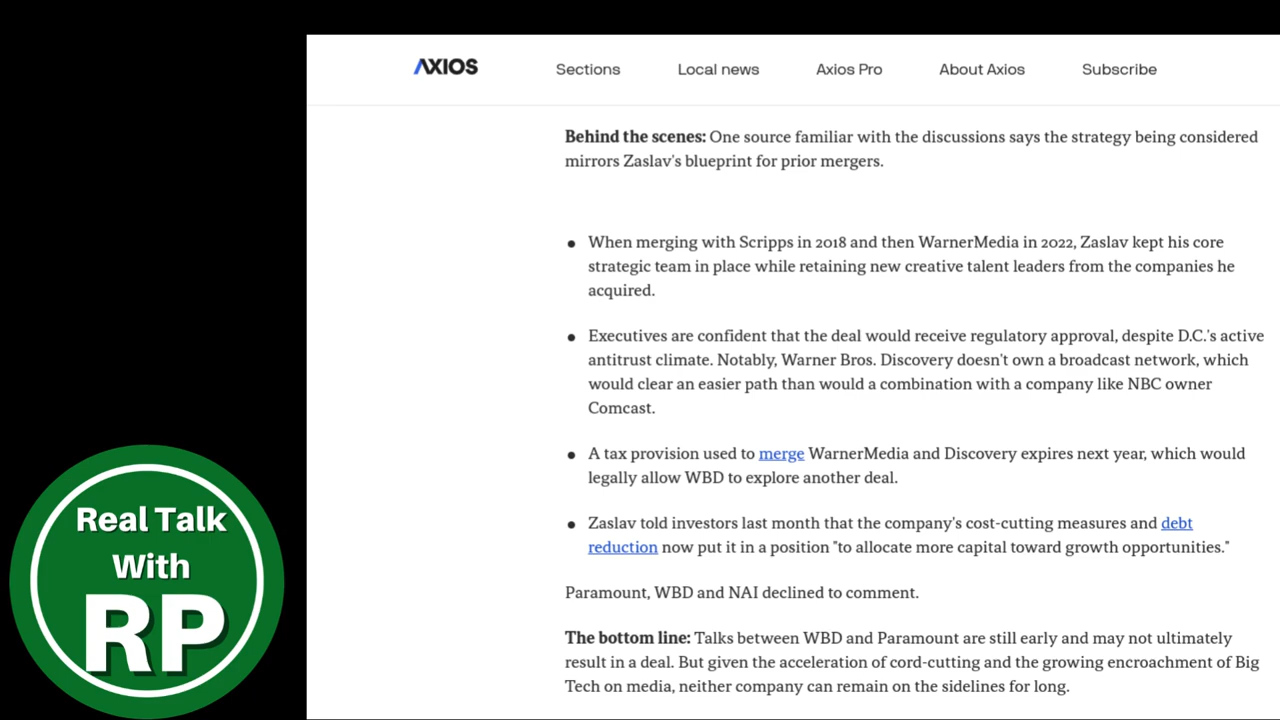 AXIOS
Sections
Local news
Axios Pro
About Axios
Subscribe
Behind the scenes: One source familiar with the discussions says the strategy being considered
mirrors Zaslav's blueprint for prior mergers.
When merging with Scripps in 2018 and then WarnerMedia in 2022, Zaslav kept his core
strategic team in place while retaining new creative talent leaders from the companies he
acquired.
Executives are confident that the deal would receive regulatory approval, despite D.C.'s active
antitrust climate. Notably, Warner Bros. Discovery doesn't own a broadcast network, which
would clear an easier path than would a combination with a company like NBC owner
Comcast.
A tax provision used to merge WarnerMedia and Discovery expires next year, which would
legally allow WBD to explore another deal.
Zaslav told investors last month that the company's cost-cutting measures and debt
reduction now put it in a position "to allocate more capital toward growth opportunities."
Paramount, WBD and NAI declined to comment.
The bottom line: Talks between WBD and Paramount are still early and may not ultimately
result in a deal. But given the acceleration of cord-cutting and the growing encroachment of Big
Tech on media, neither company can remain on the sidelines for long.
Real Talk
With
RP